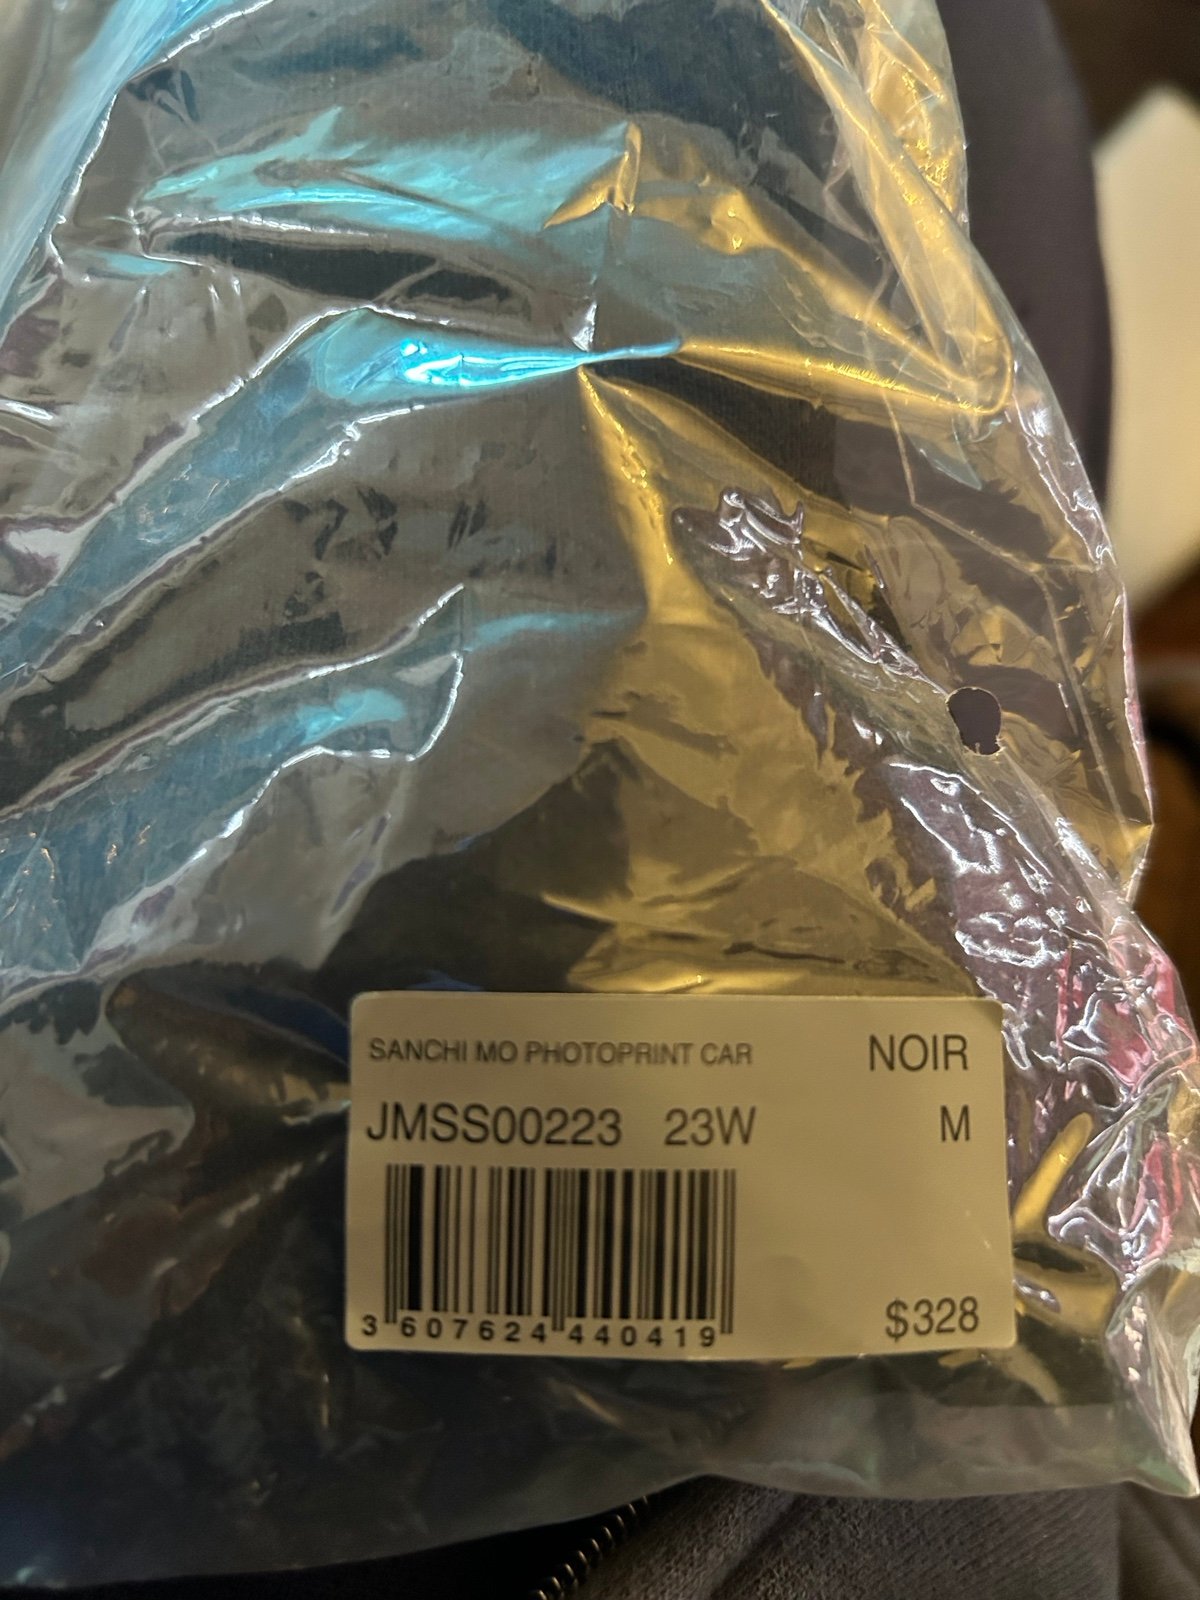 SANCHI MO PHOTOPRINT CAR NOIR
JMSS00223 23W M
3 607624 440419
$328